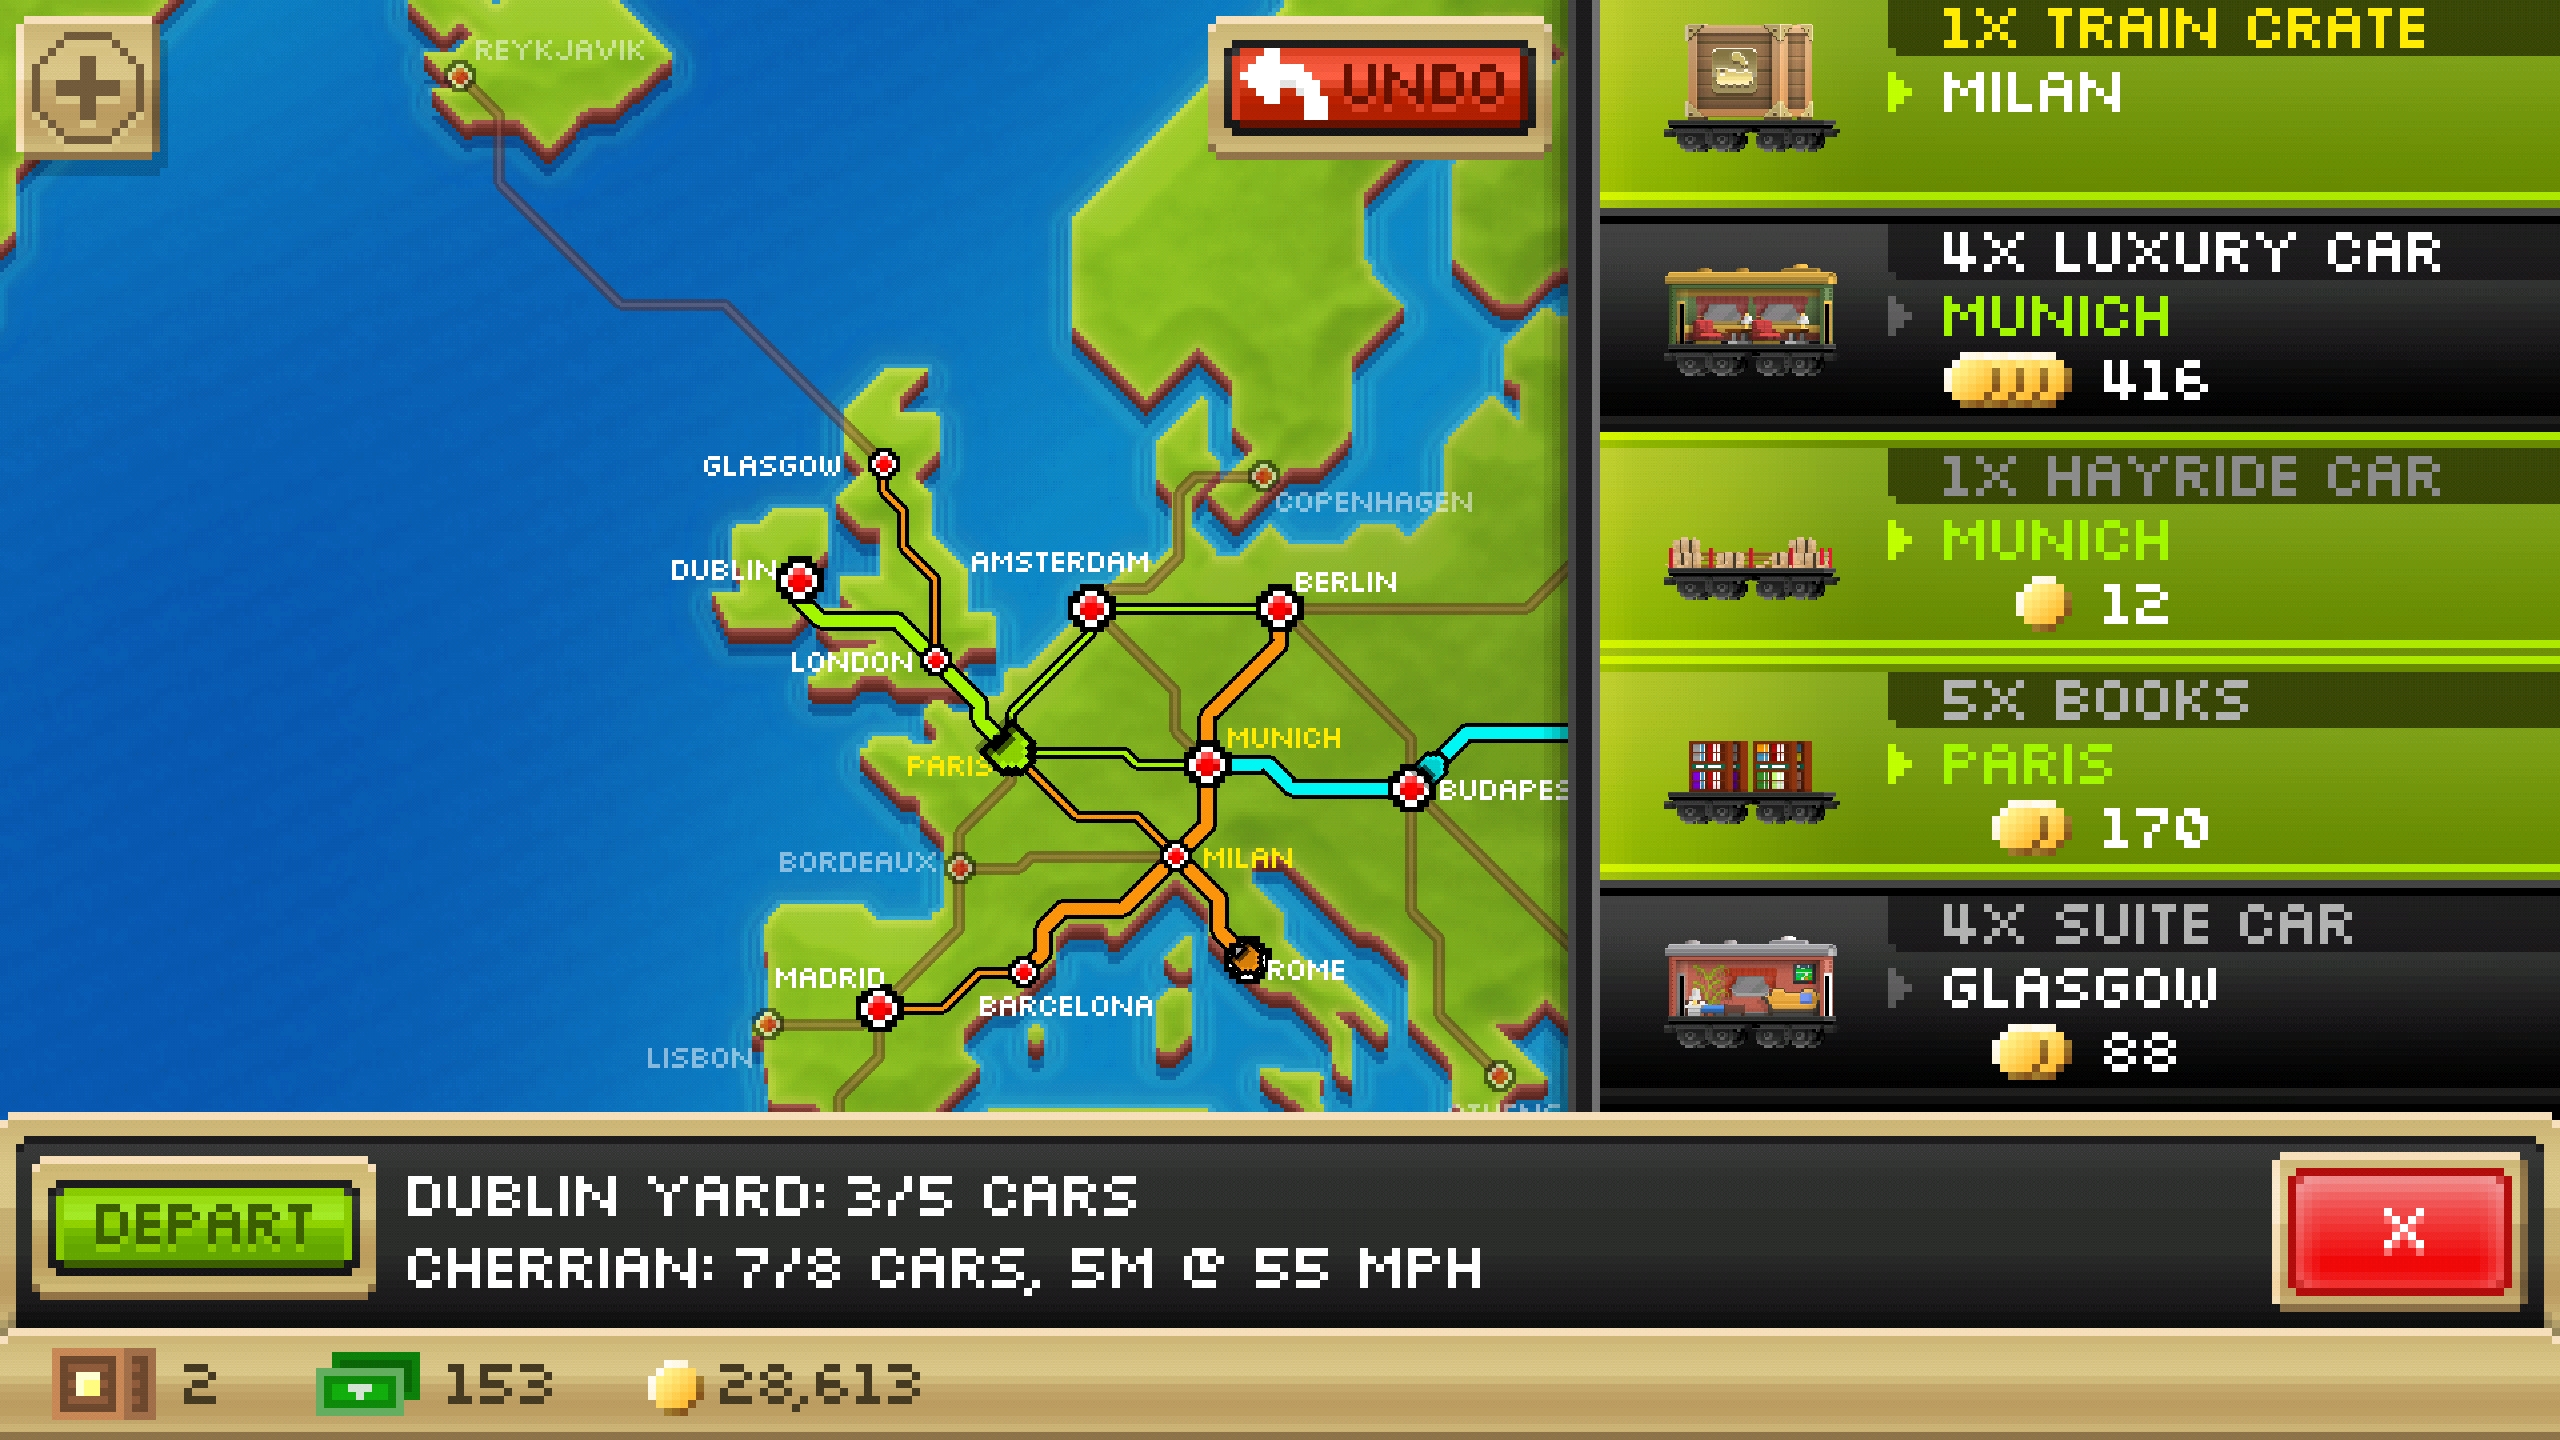 REYKJAVIK
UNDO
GLASGOW
COPENHAGEN
DUBLIN
AMSTERDAM
BERLIN
LONDON
MUNICH
PARIS
BUDAPES
BORDEAUX
MILAN
MADRID
ROME
BARCELONA
LISBON
1X TRAIN CRATE
MILAN
4X LUXURY CAR
MUNICH
416
1X HAYRIDE CAR
MUNICH
12
5X BOOKS
PARIS
170
4X SUITE CAR
GLASGOW
88
DEPART
DUBLIN YARD: 3/5 CARS
CHERRIAN: 7/8 CARS, 5M @ 55 MPH
X
2
153
28,613